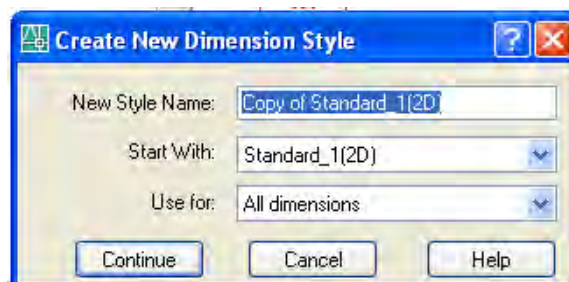 Create New Dimension Style
New Style Name: Copy of Standard_1(2D)
Start With: Standard_1(2D)
Use for: All dimensions
Continue Cancel Help